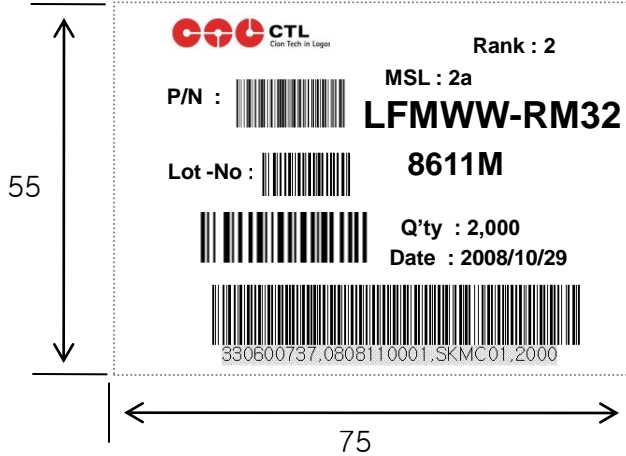 CTL
Cion Tech in Logos
Rank : 2
MSL : 2a
P/N :
LFMWW-RM32
Lot -No :
8611M
Q'ty : 2,000
Date : 2008/10/29
330600737,0808110001,SKMC01,2000
55
75